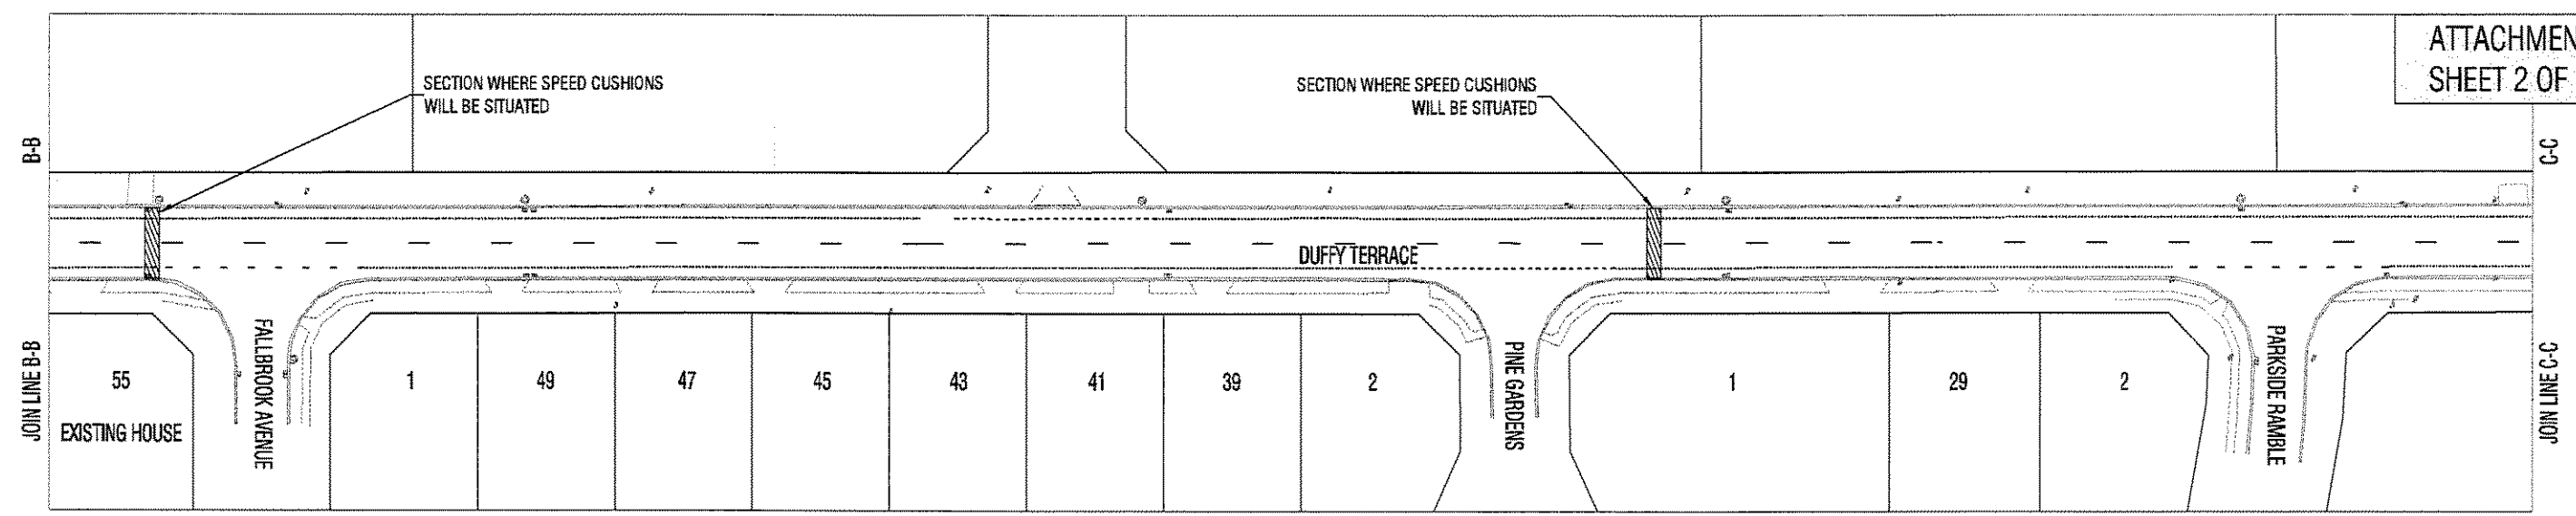 ATTACHMEN
SHEET 2 OF
SECTION WHERE SPEED CUSHIONS
WILL BE SITUATED
SECTION WHERE SPEED CUSHIONS
WILL BE SITUATED
B-B
C-C
DUFFY TERRACE
JOIN LINE B-B
55
EXISTING HOUSE
FALLBROOK AVENUE
1
49
47
45
43
41
39
2
PINE GARDENS
1
29
2
PARKSIDE RAMBLE
JOIN LINE C-C